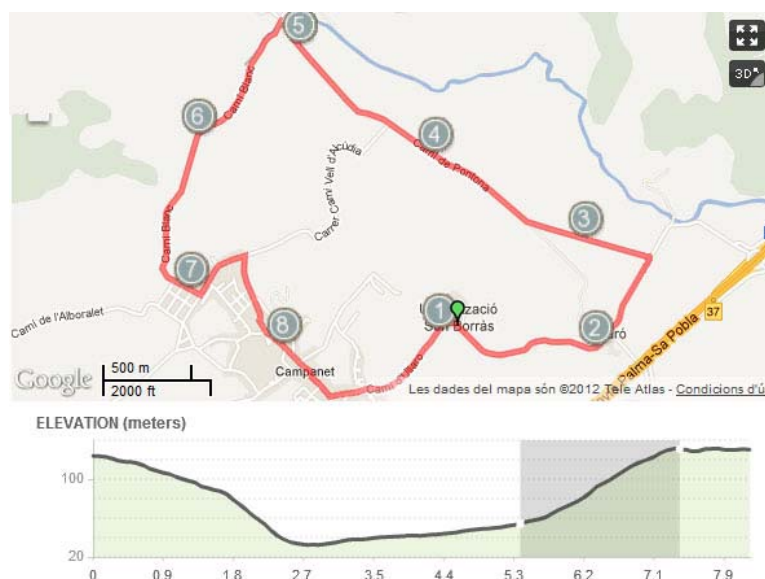 5
3D
6
4
Camí Blanc
Camí de Pontona
Carrer Camí Vell d'Alcúdia
3
Camí Blanc
7
1
2
8
37
Camí de l'Alboralet
Campanet
500 m
2000 ft
Google
Palma-Sa Pobla
Les dades del mapa són ©2012 Tele Atlas - Condicions d'ú
ELEVATION (meters)
100
20
0 0.9 1.8 2.7 3.5 4.4 5.3 6.2 7.1 7.9